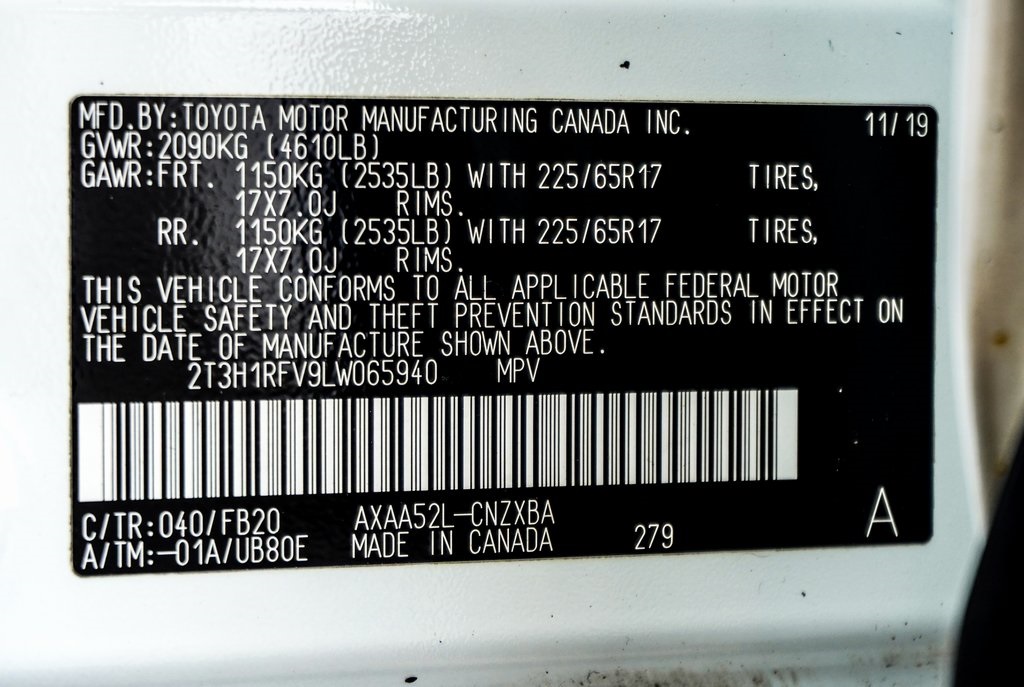 MFD.BY:TOYOTA MOTOR MANUFACTURING CANADA INC. 11/19
GVWR:2090KG (4610LB)
GAWR:FRT. 1150KG (2535LB) WITH 225/65R17 TIRES,
17X7.0J RIMS.
RR. 1150KG (2535LB) WITH 225/65R17 TIRES,
17X7.0J RIMS.
THIS VEHICLE CONFORMS TO ALL APPLICABLE FEDERAL MOTOR
VEHICLE SAFETY AND THEFT PREVENTION STANDARDS IN EFFECT ON
THE DATE OF MANUFACTURE SHOWN ABOVE.
2T3H1RFV9LW065940 MPV
C/TR:040/FB20 AXAA52L-CNZXBA
A/TM:-01A/UB80E MADE IN CANADA 279 A